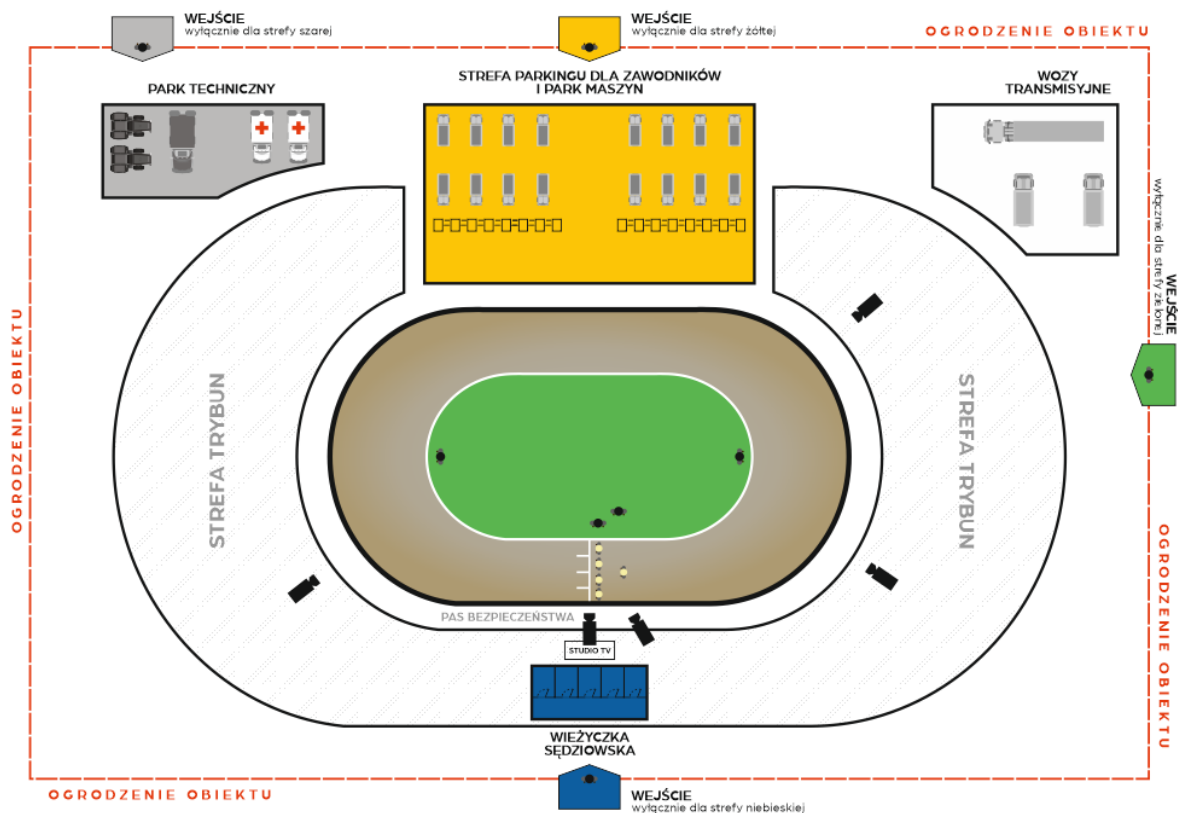 WEJŚCIE
wyłącznie dla strefy szarej
WEJŚCIE
wyłącznie dla strefy żółtej
OGRODZENIE OBIEKTU
PARK TECHNICZNY
STREFA PARKINGU DLA ZAWODNIKÓW
I PARK MASZYN
WOZY
TRANSMISYJNE
WEJŚCIE
wyłącznie dla strefy zielonej
OGRODZENIE OBIEKTU
STREFA TRYBUN
STREFA TRYBUN
OGRODZENIE OBIEKTU
PAS BEZPIECZEŃSTWA
STUDIO TV
WIEŻYCZKA
SĘDZIOWSKA
OGRODZENIE OBIEKTU
WEJŚCIE
wyłącznie dla strefy niebieskiej